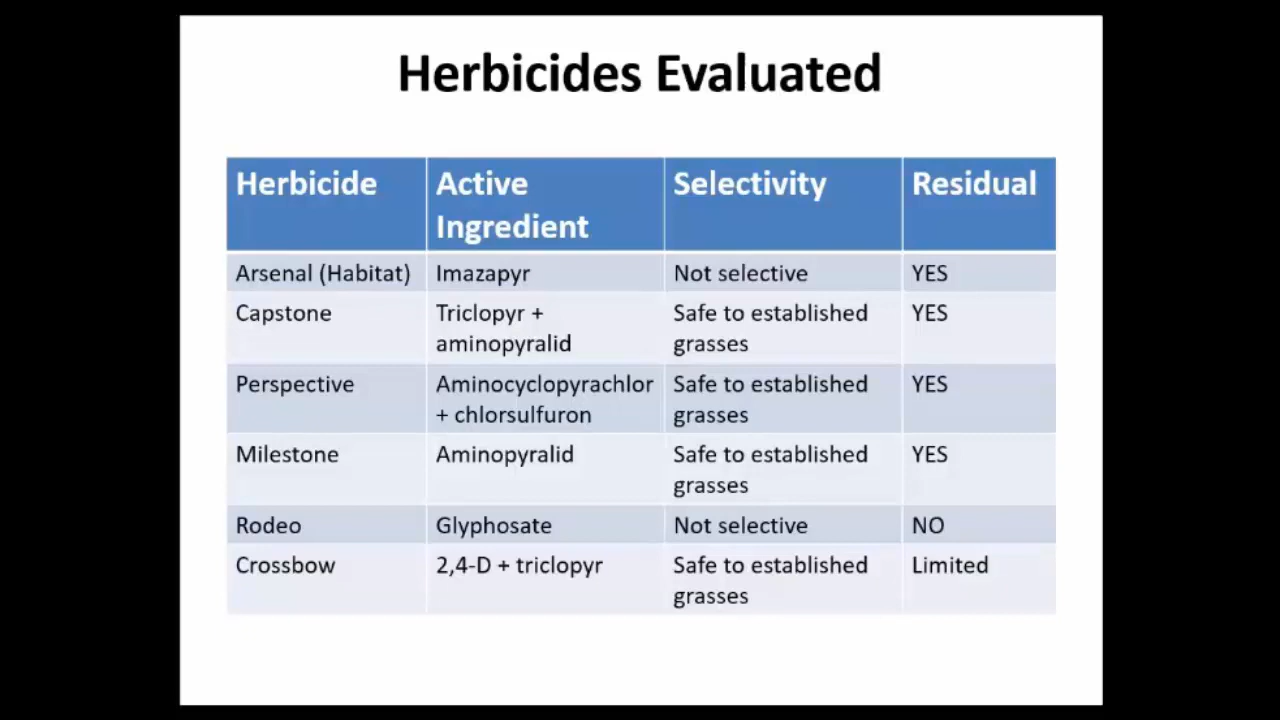 Herbicides Evaluated
Herbicide Active Selectivity Residual
Ingredient
Arsenal (Habitat) Imazapyr Not selective YES
Capstone Triclopyr + Safe to established YES
aminopyralid grasses
Perspective Aminocyclopyrachlor Safe to established YES
+ chlorsulfuron grasses
Milestone Aminopyralid Safe to established YES
grasses
Rodeo Glyphosate Not selective NO
Crossbow 2,4-D + triclopyr Safe to established Limited
grasses